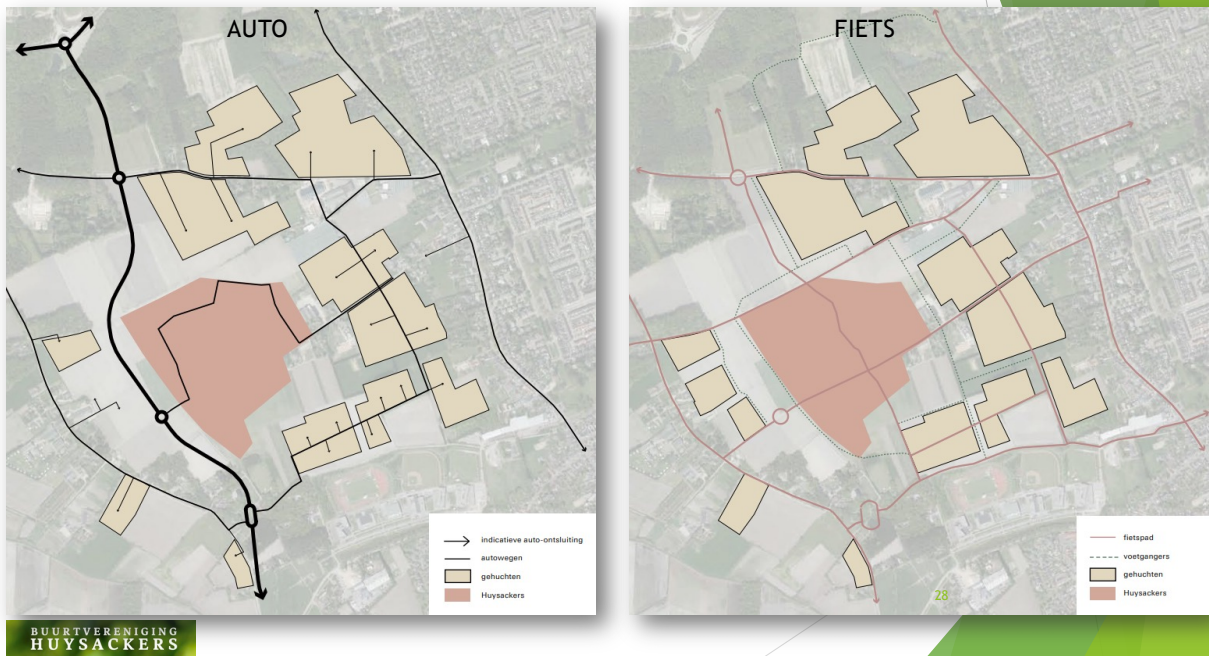 AUTO
indicatieve auto-ontsluiting
autowegen
gehuchten
Huysackers
FIETS
fietspad
voetgangers
gehuchten
Huysackers
28
BUURTVERENIGING
HUYSACKERS